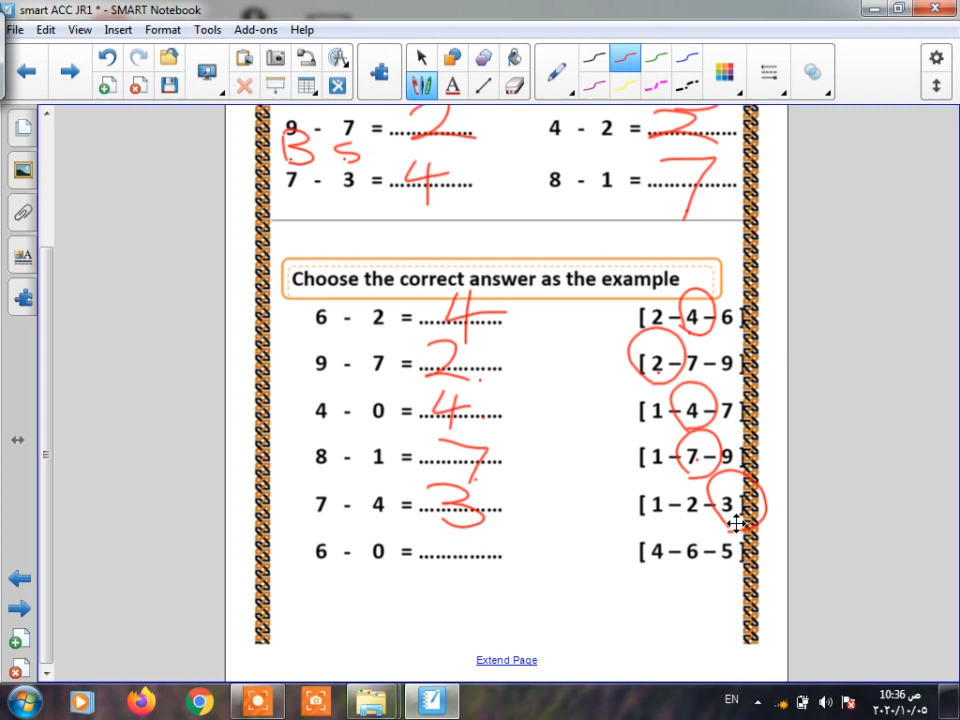 smart ACC JR1 * - SMART Notebook
File Edit View Insert Format Tools Add-ons Help
9 - 7 = ............... 2 4 - 2 = ................ 2
B S
7 - 3 = ............... 4 8 - 1 = ................ 7
Choose the correct answer as the example
6 - 2 = ............... 4 [ 2 – 4 – 6 ]
9 - 7 = ............... 2 [ 2 – 7 – 9 ]
4 - 0 = ............... 4 [ 1 – 4 – 7 ]
8 - 1 = ............... 7 [ 1 – 7 – 9 ]
7 - 4 = ............... 3 [ 1 – 2 – 3 ]
6 - 0 = ............... [ 4 – 6 – 5 ]
Extend Page
EN
10:36 ص
٢٠٢٠/١٠/٠٥